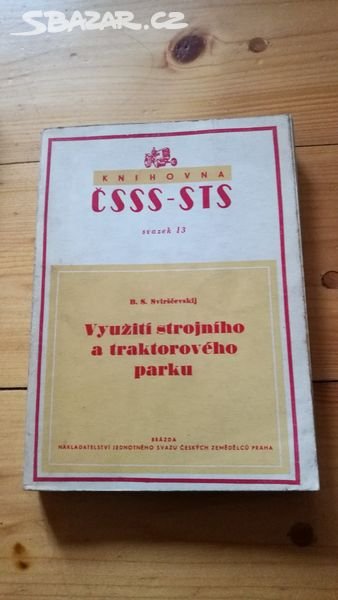 SBAZAR.CZ
KNIHOVNA
ČSSS-STS
svazek 13
B. S. Svirščevskij
Využití strojního
a traktorového
parku
BRÁZDA
NAKLADATELSTVÍ JEDNOTNÉHO SVAZU ČESKÝCH ZEMĚDĚLCŮ PRAHA